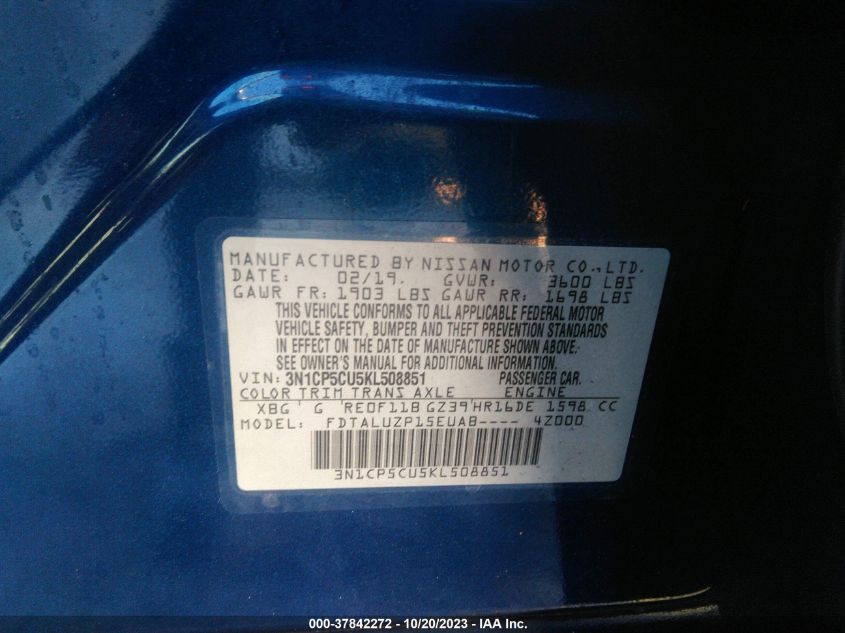 MANUFACTURED BY NISSAN MOTOR CO.,LTD.
DATE: 02/19. GVWR: 3600 LBS
GAWR FR: 1903 LBS GAWR RR: 1698 LBS
THIS VEHICLE CONFORMS TO ALL APPLICABLE FEDERAL MOTOR
VEHICLE SAFETY, BUMPER AND THEFT PREVENTION STANDARDS
IN EFFECT ON THE DATE OF MANUFACTURE SHOWN ABOVE.
SEE OWNER'S MANUAL FOR ADDITIONAL INFORMATION.
VIN: 3N1CP5CU5KL508851 PASSENGER CAR.
COLOR TRIM TRANS AXLE ENGINE
XBG G RE0F11B GZ39 HR16DE 1598 CC
MODEL: FDTALUZP15EUAB---- 4Z000
3N1CP5CU5KL508851
000-37842272 - 10/20/2023 - IAA Inc.